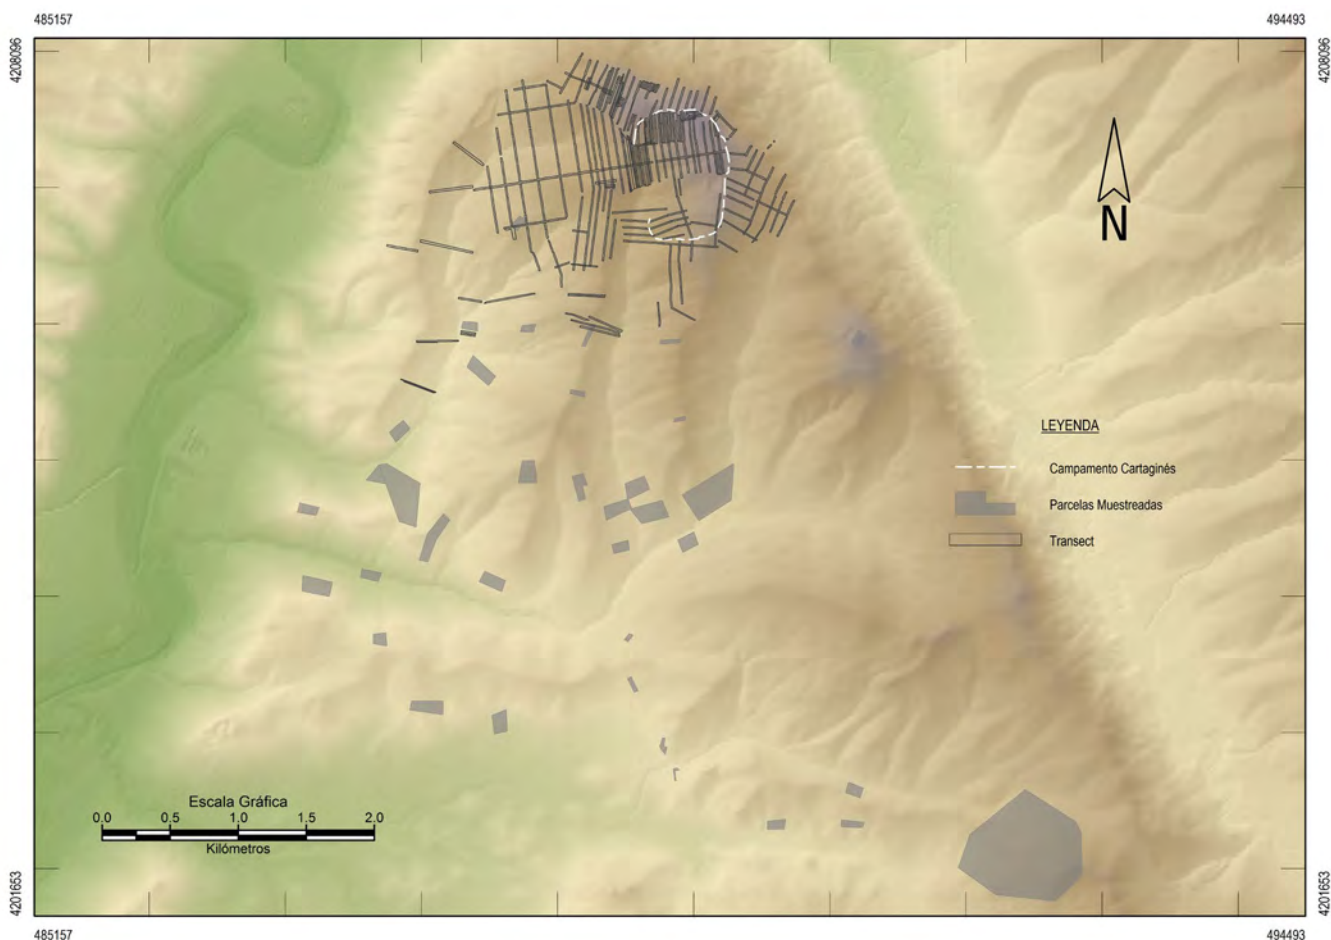 485157
494493
4208096
4208096
N
LEYENDA
Campamento Cartaginés
Parcelas Muestreadas
Transect
Escala Gráfica
0.0 0.5 1.0 1.5 2.0
Kilómetros
4201653
4201653
485157
494493